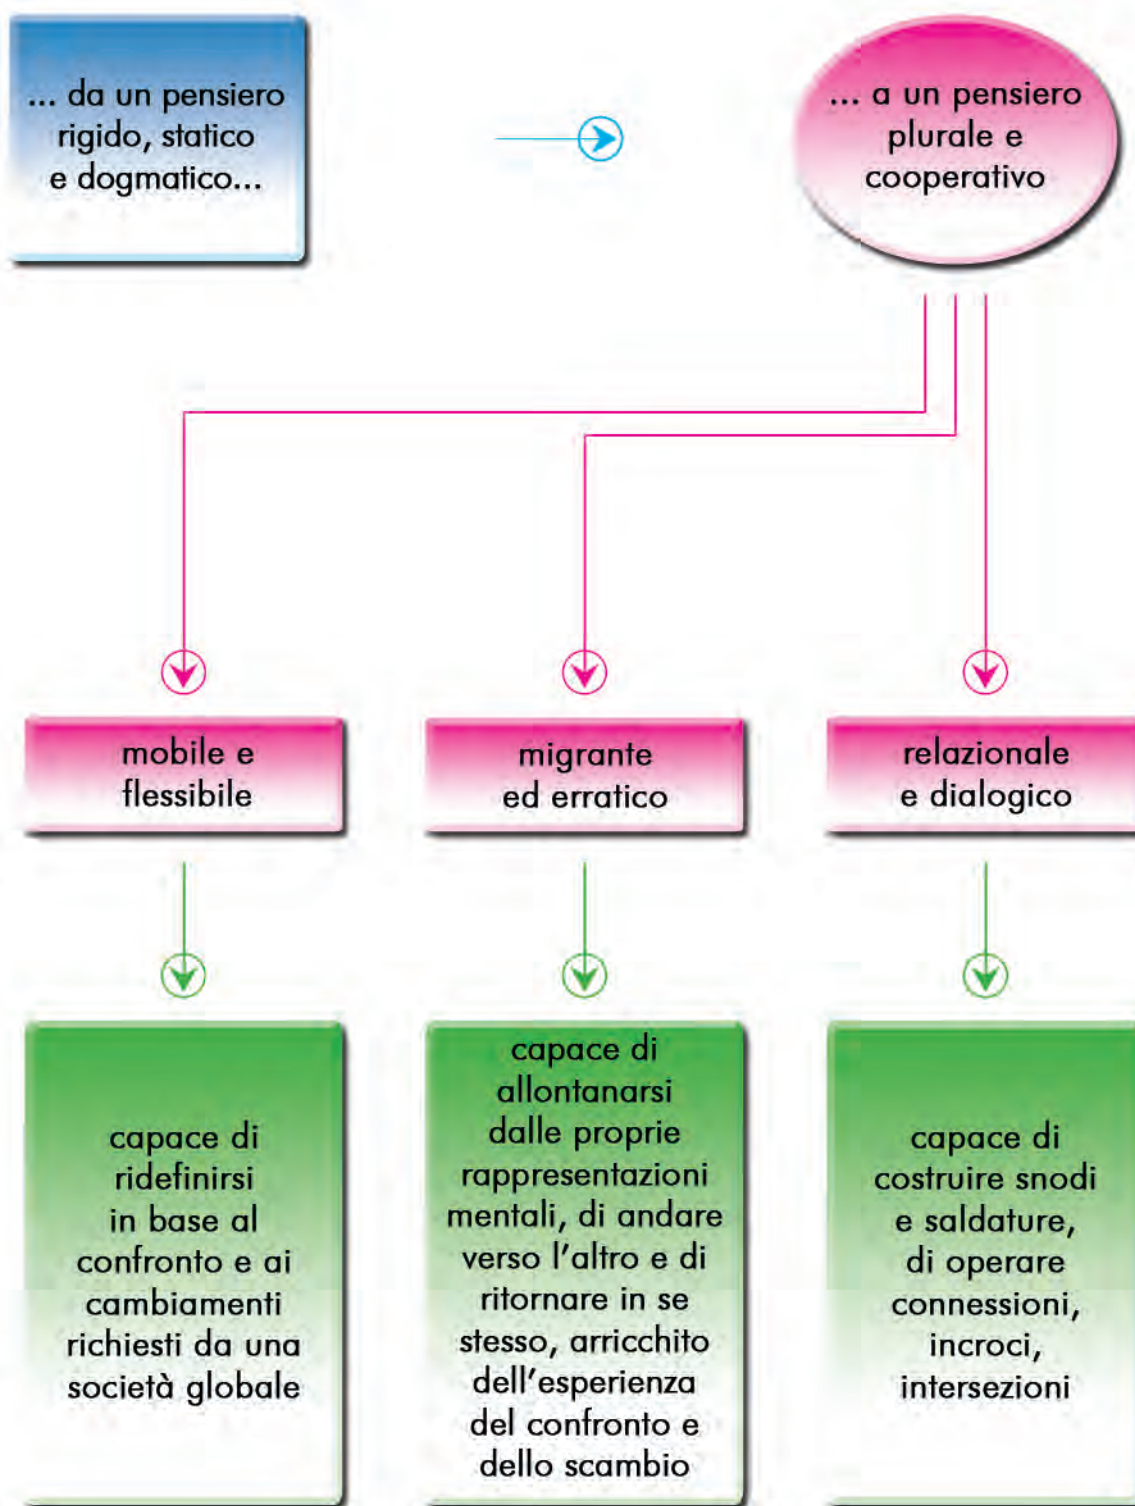 ... da un pensiero
rigido, statico
e dogmatico...
... a un pensiero
plurale e
cooperativo
mobile e
flessibile
migrante
ed erratico
relazionale
e dialogico
capace di
ridefinirsi
in base al
confronto e ai
cambiamenti
richiesti da una
società globale
capace di
allontanarsi
dalle proprie
rappresentazioni
mentali, di andare
verso l'altro e di
ritornare in se
stesso, arricchito
dell'esperienza
del confronto e
dello scambio
capace di
costruire snodi
e saldature,
di operare
connessioni,
incroci,
intersezioni